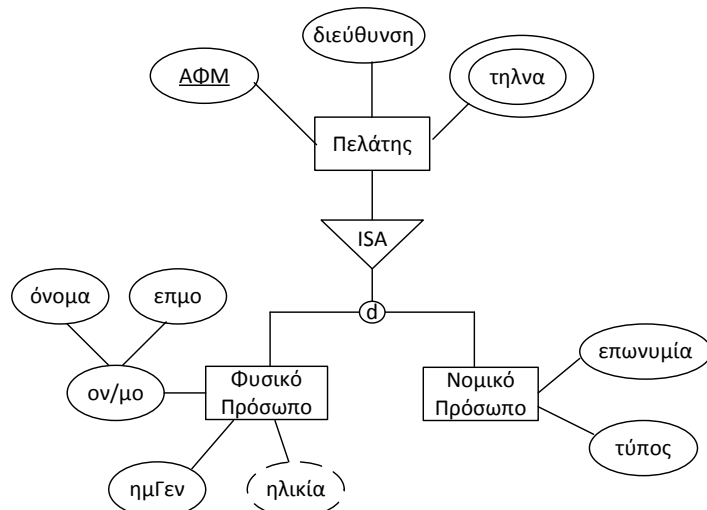 διεύθυνση
ΑΦΜ
τηλνα
Πελάτης
ISA
d
όνομα
επμο
ον/μο
Φυσικό
Πρόσωπο
Νομικό
Πρόσωπο
επωνυμία
τύπος
ημΓεν
ηλικία